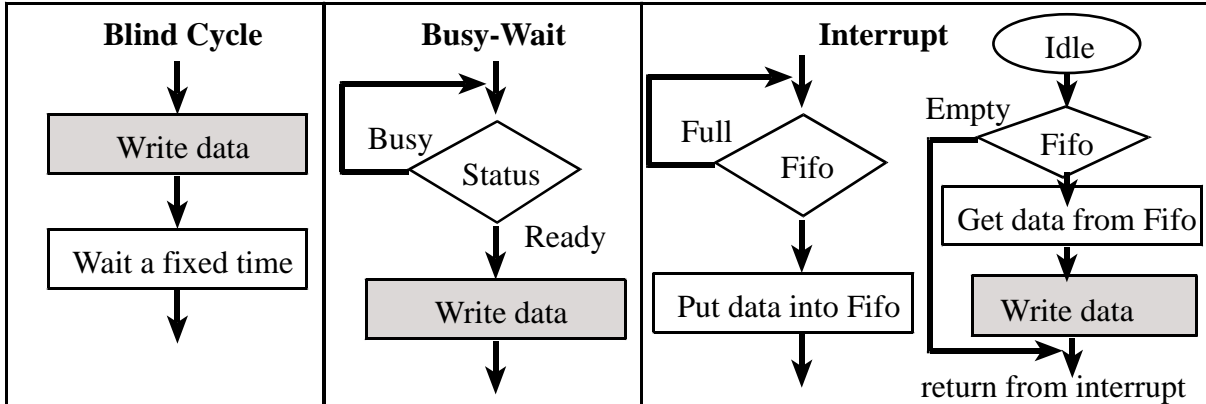 Blind Cycle
Write data
Wait a fixed time
Busy-Wait
Busy
Status
Ready
Write data
Interrupt
Full
Fifo
Put data into Fifo
Idle
Empty
Fifo
Get data from Fifo
Write data
return from interrupt